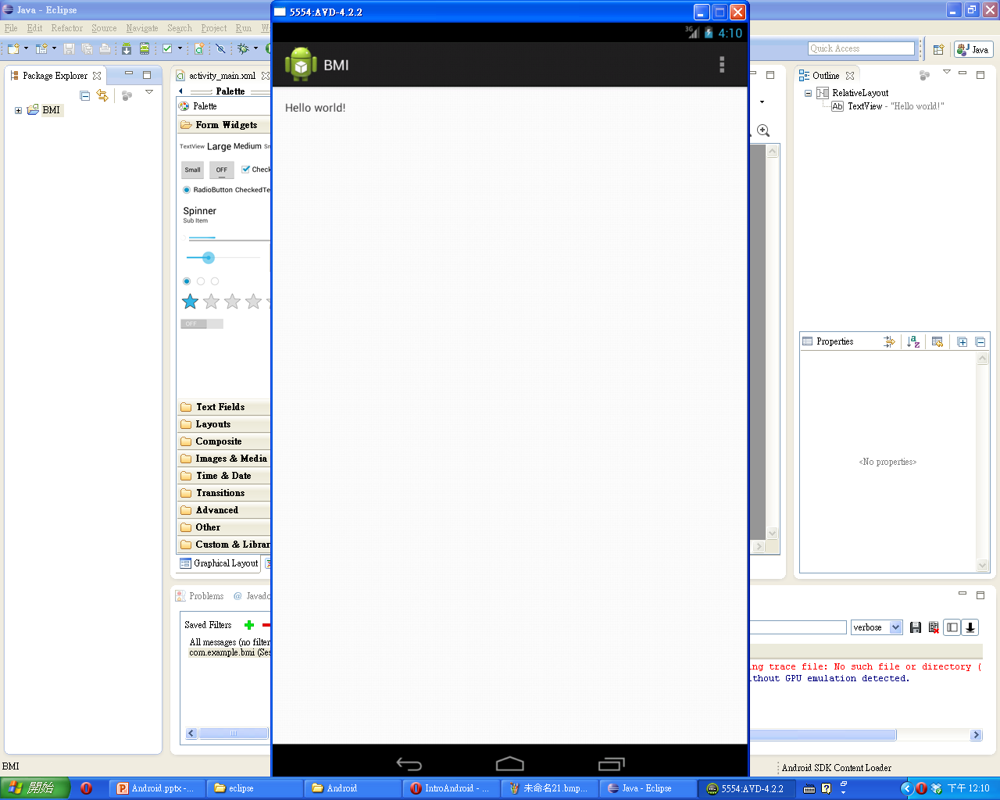 Java - Eclipse
5554:AVD-4.2.2
File Edit Refactor Source Navigate Search Project Run
3G 4:10
Quick Access
Java
BMI
Package Explorer
activity_main.xml
Outline
Palette
RelativeLayout
BMI
Palette
Hello world!
Ab TextView - "Hello world!"
Form Widgets
TextView Large Medium Sm
Small OFF Check
RadioButton CheckedTe
Spinner
Sub Item
OFF
Properties
Text Fields
Layouts
Composite
Images & Media
<No properties>
Time & Date
Transitions
Advanced
Other
Custom & Librar
Graphical Layout
Problems @ Javado
Saved Filters
verbose
All messages (no filter
com.example.bmi (Ses
ng trace file: No such file or directory (
thout GPU emulation detected.
BMI
Android SDK Content Loader
開始
Android.pptx -...
eclipse
Android
IntroAndroid - ...
未命名21.bmp...
Java - Eclipse
5554:AVD-4.2.2
下午 12:10